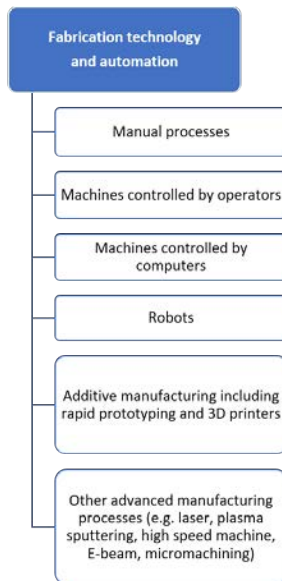 Fabrication technology
and automation
Manual processes
Machines controlled by operators
Machines controlled by
computers
Robots
Additive manufacturing including
rapid prototyping and 3D printers
Other advanced manufacturing
processes (e.g. laser, plasma
sputtering, high speed machine,
E-beam, micromachining)